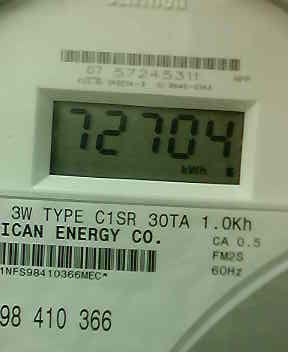 07 57245311 APP
72704
kWh
3W TYPE C1SR 30TA 1.0Kh
ICAN ENERGY CO.
CA 0.5
FM2S
1NFS98410366MEC*
60Hz
98 410 366